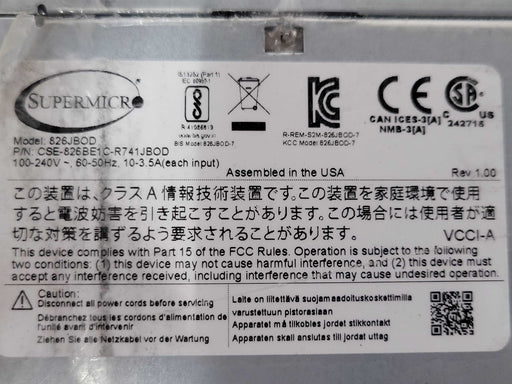 SUPERMICRO
Model: 826JBOD
P/N: CSE-826BE1C-R741JBOD
100-240V ~, 60-50Hz, 10-3.5A(each input)
IS 13252 (Part 1)/
R-41066613
BIS Model 826JBOD-7
R-REM-S2M-826JBOD-7
KCC Model 826JBOD-7
CAN ICES-3[A]
NMB-3[A]
C US
242715
Assembled in the USA
Rev 1.00
この装置は、クラスA情報技術装置です。この装置を家庭環境で使用
すると電波妨害を引き起こすことがあります。この場合には使用者が適
切な対策を講ずるよう要求されることがあります。
VCCI-A
This device complies with Part 15 of the FCC Rules. Operation is subject to the following
two conditions: (1) this device may not cause harmful interference, and (2) this device must
accept any interference received, including interference that may cause undesired operation.
Caution:
Disconnect all power cords before servicing
Débranchez tous les cordons d'alimentation de
l'unité avant d'intervenir
Ziehen Sie alle Netzkabel vor der Wartung
Laite on liitettävä suojamaadoituskoskettimilla
varustettuun pistorasiaan
Apparatet må tilkobles jordet stikkontakt
Apparaten skall anslutas till jordat uttag